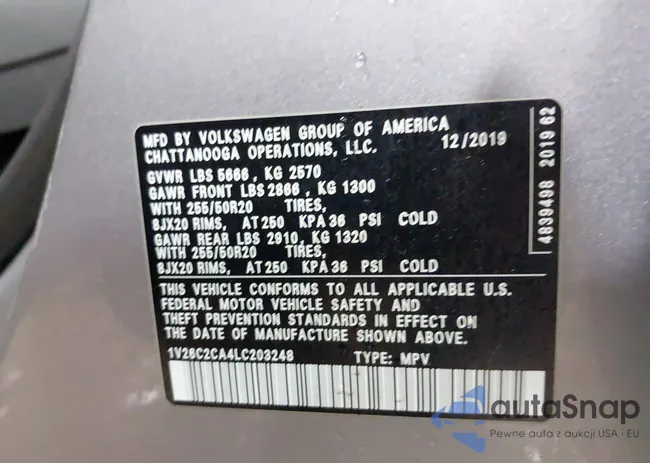 MFD BY VOLKSWAGEN GROUP OF AMERICA
CHATTANOOGA OPERATIONS, LLC. 12/2019
GVWR LBS 5666, KG 2570
GAWR FRONT LBS 2866, KG 1300
WITH 255/50R20 TIRES,
8JX20 RIMS, AT 250 KPA 36 PSI COLD
GAWR REAR LBS 2910, KG 1320
WITH 255/50R20 TIRES,
8JX20 RIMS, AT 250 KPA 36 PSI COLD
THIS VEHICLE CONFORMS TO ALL APPLICABLE U.S.
FEDERAL MOTOR VEHICLE SAFETY AND
THEFT PREVENTION STANDARDS IN EFFECT ON
THE DATE OF MANUFACTURE SHOWN ABOVE.
1V26C2CA4LC203248 TYPE: MPV
4839498 2019 62
autaSnap
Pewne auta z aukcji USA i EU